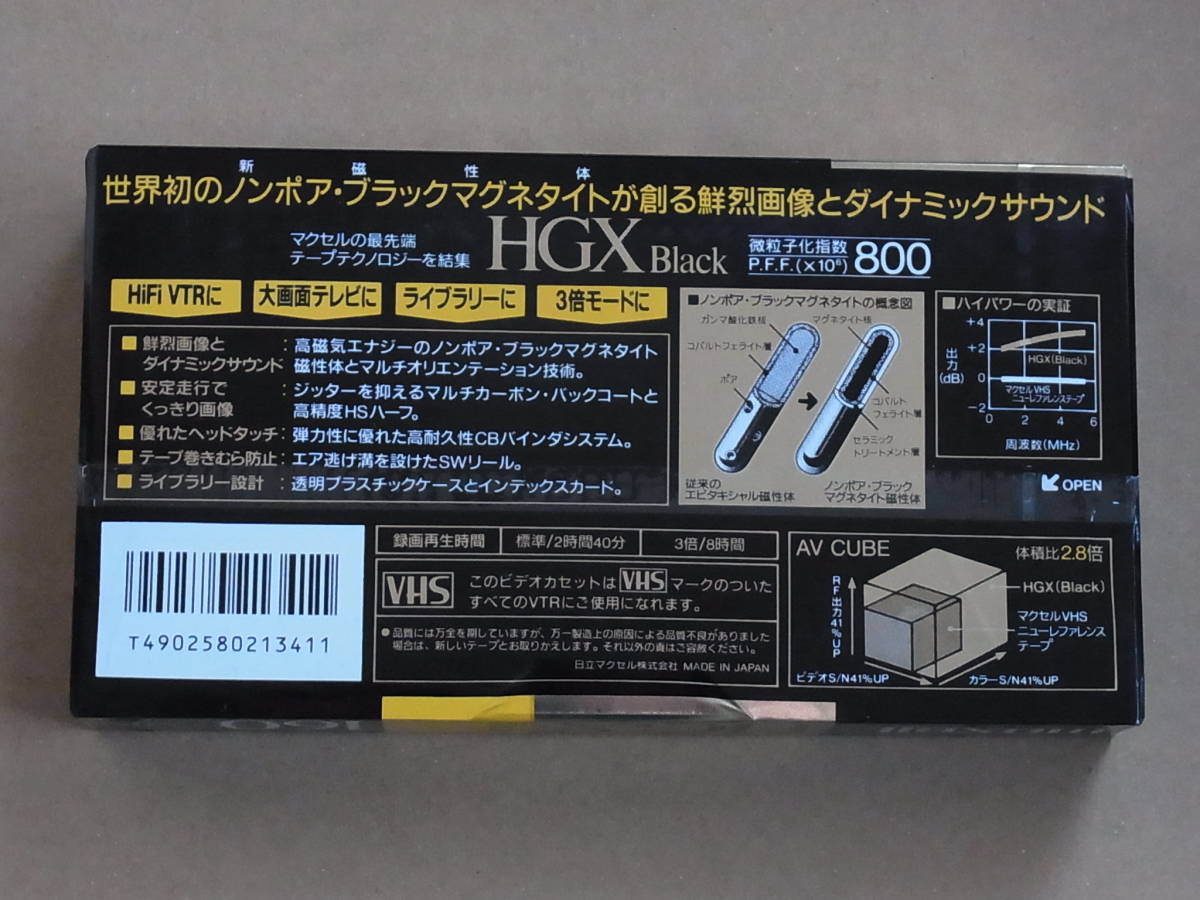 新磁性体
世界初のノンポア・ブラックマグネタイトが創る鮮烈画像とダイナミックサウンド
マクセルの最先端
テープテクノロジーを結集
HGX Black
微粒子化指数
P.F.F.(×10⁶)
800
HiFi VTRに
大画面テレビに
ライブラリーに
3倍モードに
■鮮烈画像と
ダイナミックサウンド
：高磁気エナジーのノンポア・ブラックマグネタイト
磁性体とマルチオリエンテーション技術。
■安定走行で
くっきり画像
：ジッターを抑えるマルチカーボン・バックコートと
高精度HSハーフ。
■優れたヘッドタッチ：弾力性に優れた高耐久性CBバインダシステム。
■テープ巻きむら防止：エア逃げ溝を設けたSWリール。
■ライブラリー設計：透明プラスチックケースとインデックスカード。
■ノンポア・ブラックマグネタイトの概念図
ガンマ酸化鉄核
マグネタイト核
コバルトフェライト層
ポア
コバルト
フェライト層
セラミック
トリートメント層
従来の
エピタキシャル磁性体
ノンポア・ブラック
マグネタイト磁性体
■ハイパワーの実証
+4
+2
0
−2
出力
(dB)
HGX(Black)
マクセルVHS
ニューレファレンステープ
0 2 4 6
周波数(MHz)
OPEN
T4902580213411
録画再生時間
標準/2時間40分
3倍/8時間
VHS
このビデオカセットはVHSマークのついた
すべてのVTRにご使用になれます。
●品質には万全を期していますが、万一製造上の原因による品質不良がありました
場合は、新しいテープとお取りかえします。それ以外の責はご容赦ください。
日立マクセル株式会社 MADE IN JAPAN
AV CUBE
体積比2.8倍
RF出力41%UP
HGX(Black)
マクセルVHS
ニューレファレンス
テープ
ビデオS/N41%UP
カラーS/N41%UP
160
maxell